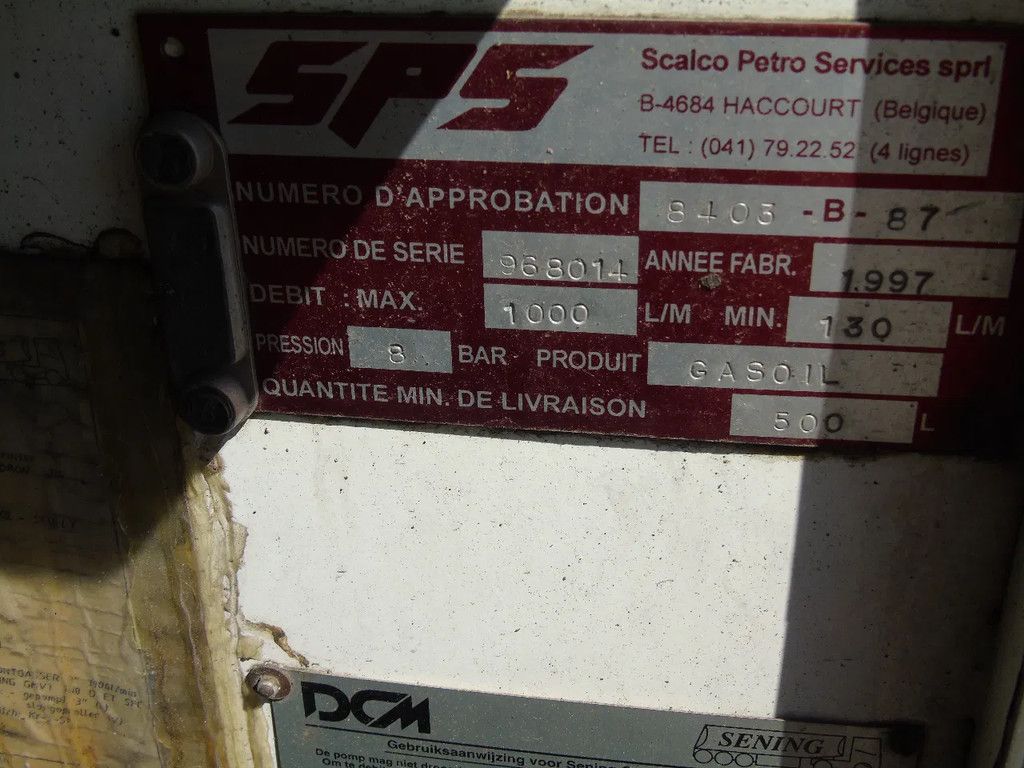 SPS
Scalco Petro Services sprl
B-4684 HACCOURT (Belgique)
TEL : (041) 79.22.52 (4 lignes)
NUMERO D'APPROBATION 8403 - B - 87
NUMERO DE SERIE 968014 ANNEE FABR. 1.997
DEBIT : MAX. 1000 L/M MIN. 130 L/M
PRESSION 8 BAR PRODUIT GASOIL
QUANTITE MIN. DE LIVRAISON 500 L
DCM
SENING
Gebruiksaanwijzing voor Sening
De pomp mag niet